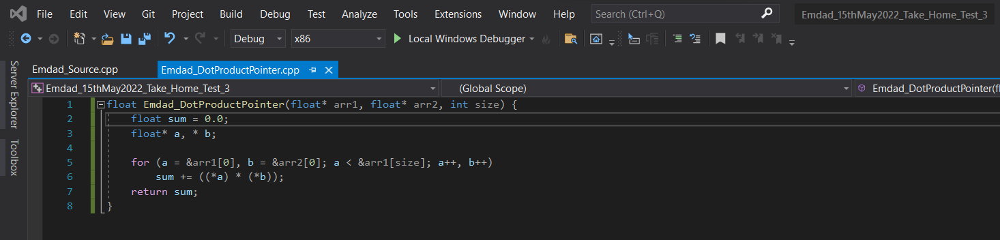 File Edit View Git Project Build Debug Test Analyze Tools Extensions Window Help Search (Ctrl+Q) Emdad_15thMay2022_Take_Home_Test_3
Debug x86 Local Windows Debugger
Server Explorer
Toolbox
Emdad_Source.cpp Emdad_DotProductPointer.cpp
Emdad_15thMay2022_Take_Home_Test_3 (Global Scope) Emdad_DotProductPointer(fl
1 float Emdad_DotProductPointer(float* arr1, float* arr2, int size) {
2 float sum = 0.0;
3 float* a, * b;
4
5 for (a = &arr1[0], b = &arr2[0]; a < &arr1[size]; a++, b++)
6 sum += ((*a) * (*b));
7 return sum;
8 }